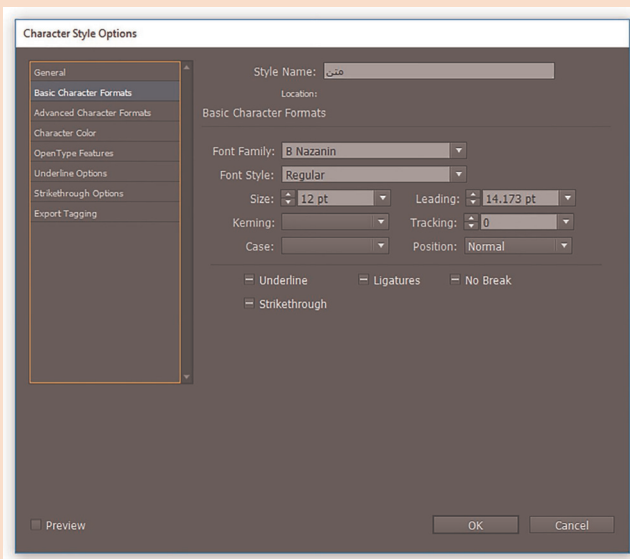 Character Style Options
General
Basic Character Formats
Advanced Character Formats
Character Color
OpenType Features
Underline Options
Strikethrough Options
Export Tagging
Style Name: متن
Location:
Basic Character Formats
Font Family: B Nazanin
Font Style: Regular
Size: 12 pt Leading: 14.173 pt
Kerning: Tracking: 0
Case: Position: Normal
Underline Ligatures No Break
Strikethrough
Preview OK Cancel